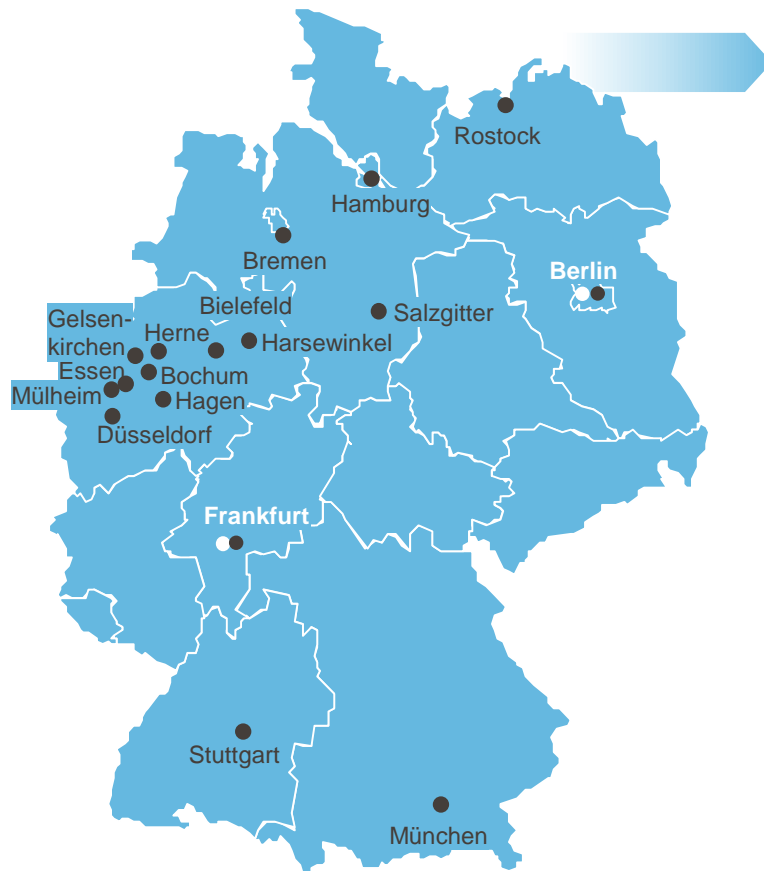 Rostock
Hamburg
Bremen
Berlin
Bielefeld
Salzgitter
Gelsen-
kirchen
Herne
Harsewinkel
Essen
Bochum
Mülheim
Hagen
Düsseldorf
Frankfurt
Stuttgart
München